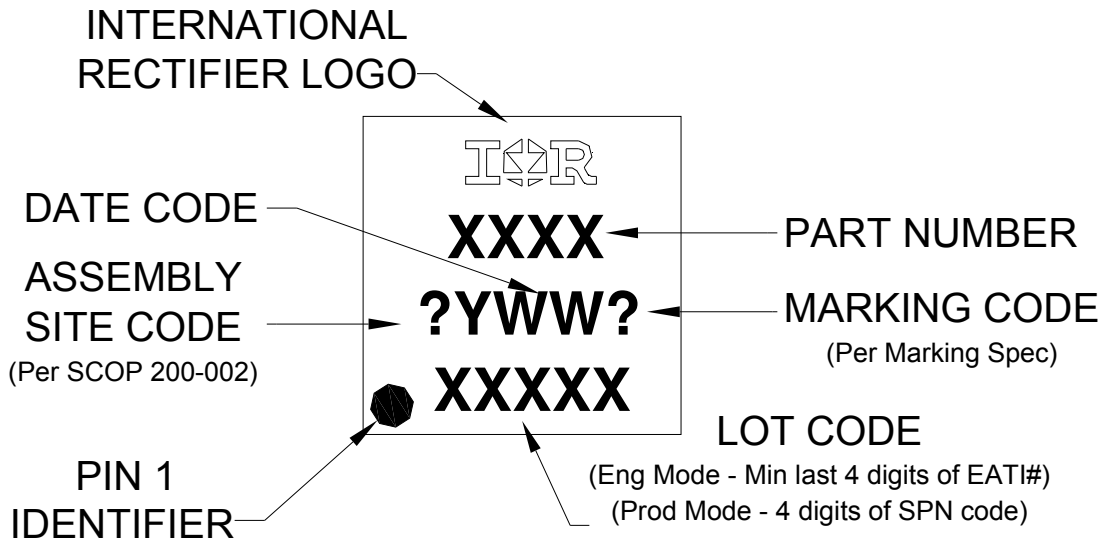 INTERNATIONAL
RECTIFIER LOGO
IOR
DATE CODE
XXXX
PART NUMBER
ASSEMBLY
SITE CODE
(Per SCOP 200-002)
?YWW?
MARKING CODE
(Per Marking Spec)
XXXXX
PIN 1
IDENTIFIER
LOT CODE
(Eng Mode - Min last 4 digits of EATI#)
(Prod Mode - 4 digits of SPN code)